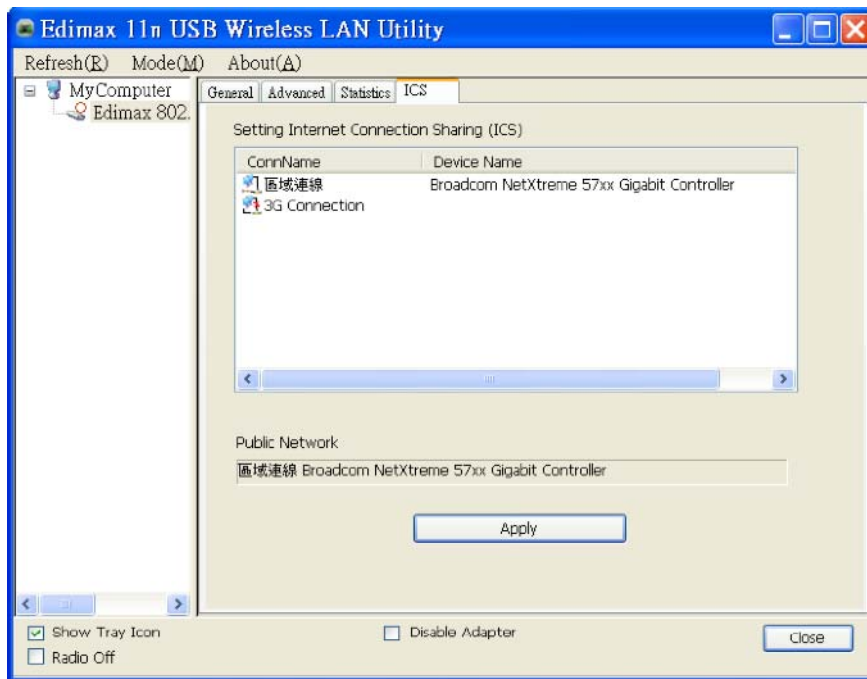 Edimax 11n USB Wireless LAN Utility
Refresh(R) Mode(M) About(A)
MyComputer
Edimax 802.
General Advanced Statistics ICS
Setting Internet Connection Sharing (ICS)
ConnName Device Name
區域連線 Broadcom NetXtreme 57xx Gigabit Controller
3G Connection
Public Network
區域連線 Broadcom NetXtreme 57xx Gigabit Controller
Apply
Show Tray Icon Disable Adapter Close
Radio Off